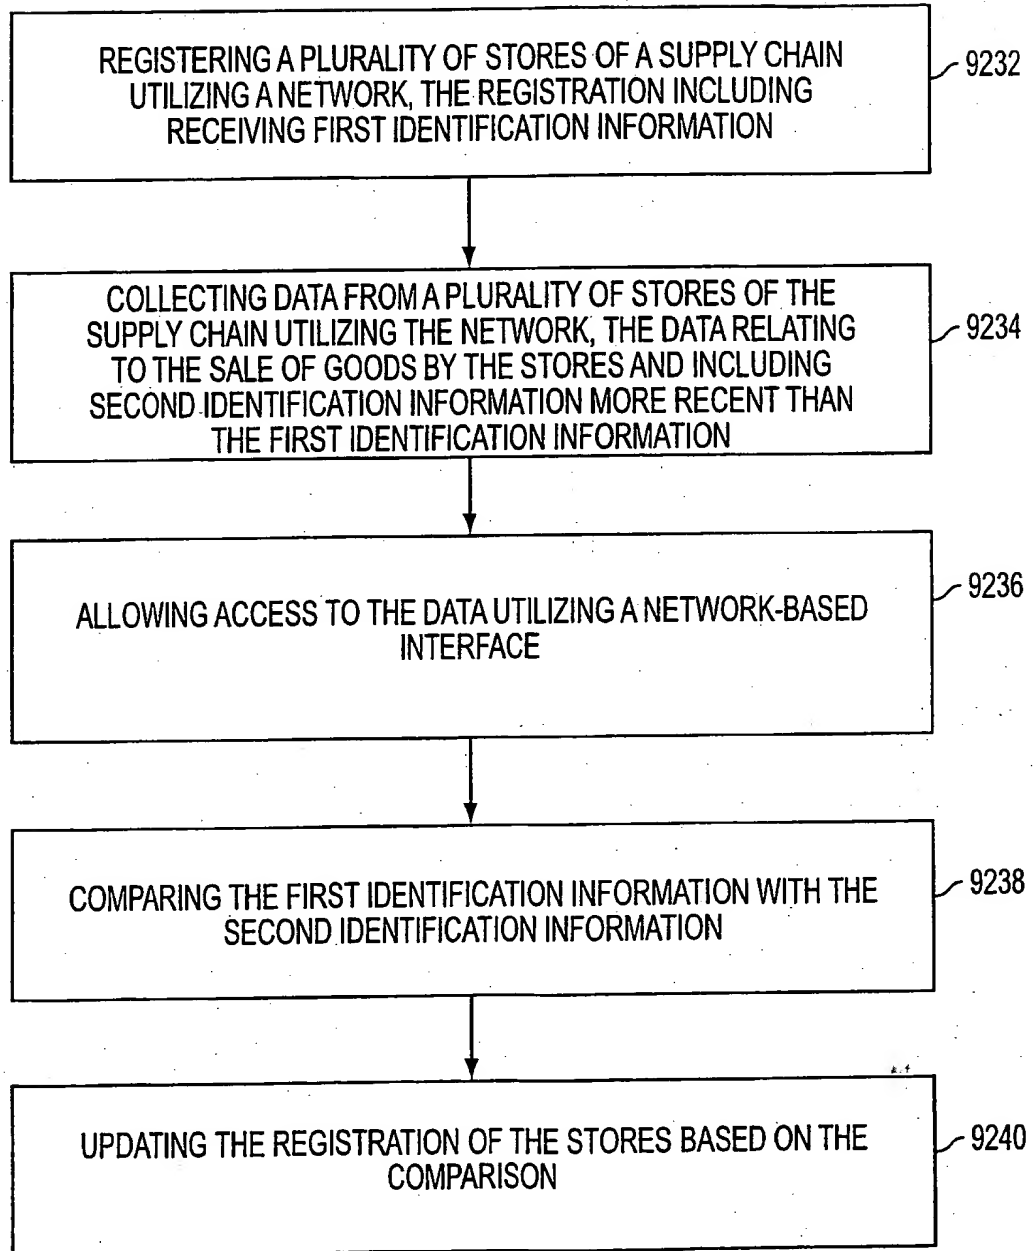 REGISTERING A PLURALITY OF STORES OF A SUPPLY CHAIN
UTILIZING A NETWORK, THE REGISTRATION INCLUDING
RECEIVING FIRST IDENTIFICATION INFORMATION
9232
COLLECTING DATA FROM A PLURALITY OF STORES OF THE
SUPPLY CHAIN UTILIZING THE NETWORK, THE DATA RELATING
TO THE SALE OF GOODS BY THE STORES AND INCLUDING
SECOND IDENTIFICATION INFORMATION MORE RECENT THAN
THE FIRST IDENTIFICATION INFORMATION
9234
ALLOWING ACCESS TO THE DATA UTILIZING A NETWORK-BASED
INTERFACE
9236
COMPARING THE FIRST IDENTIFICATION INFORMATION WITH THE
SECOND IDENTIFICATION INFORMATION
9238
UPDATING THE REGISTRATION OF THE STORES BASED ON THE
COMPARISON
9240